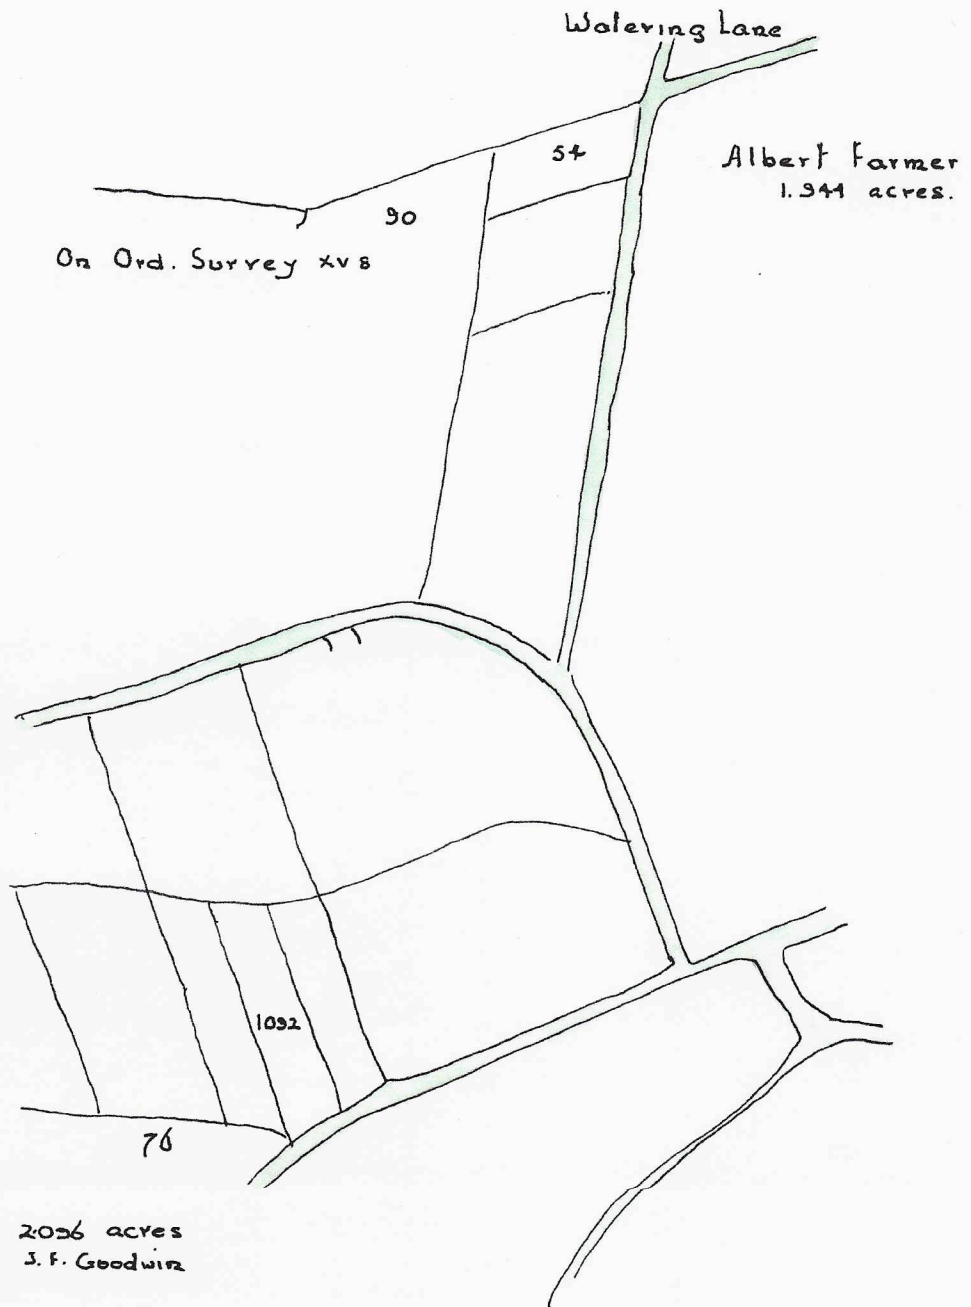 Watering Lane
54
Albert Farmer
1.944 acres.
90
On Ord. Survey xv 8
1092
76
2.096 acres
J. F. Goodwin